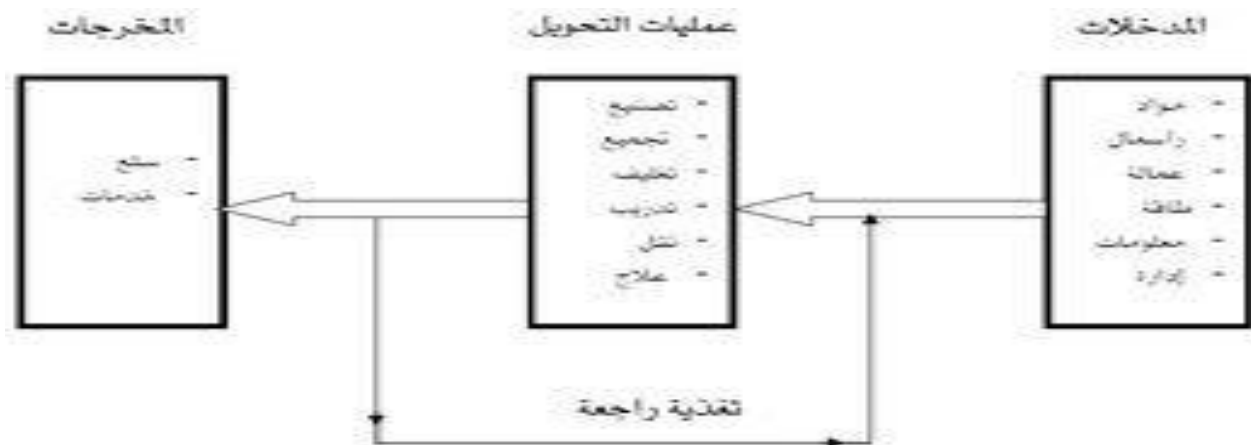 المدخلات
- مواد
- رأسمال
- عمالة
- طاقة
- معلومات
- إدارة
عمليات التحويل
- تصنيع
- تجميع
- تغليف
- تدريب
- نقل
- علاج
المخرجات
- سلع
- خدمات
تغذية راجعة